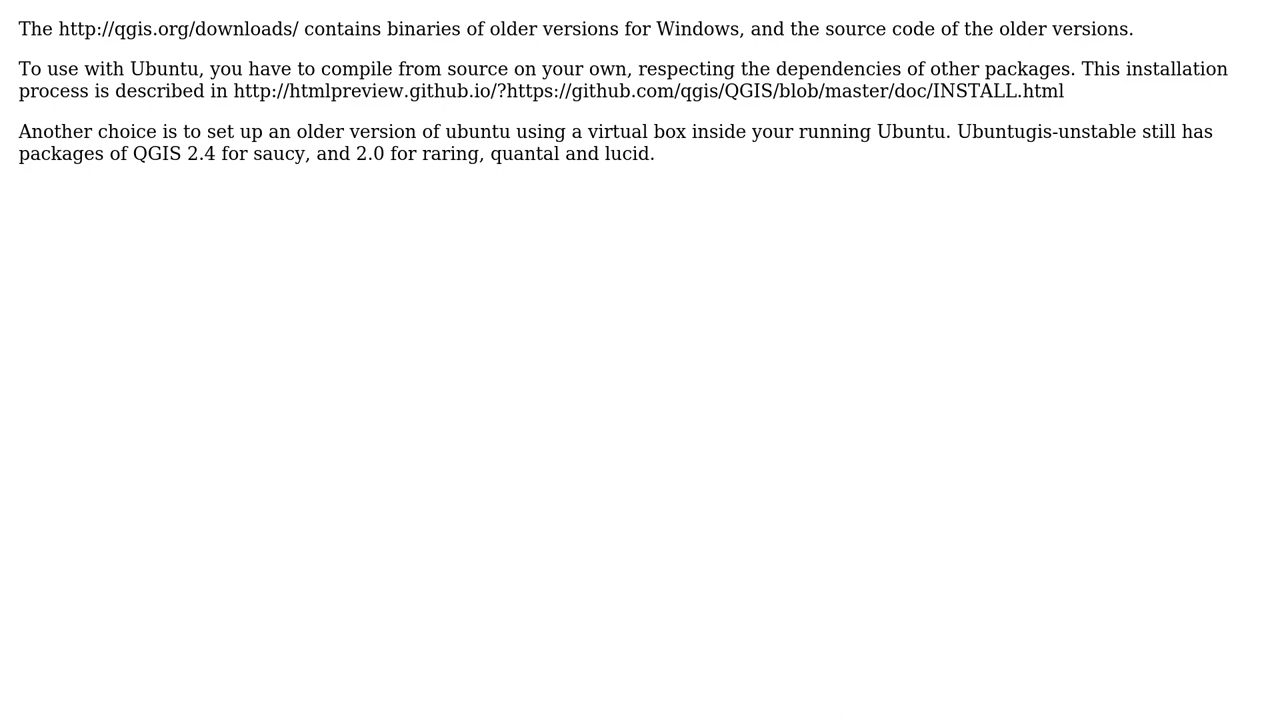 The http://qgis.org/downloads/ contains binaries of older versions for Windows, and the source code of the older versions.
To use with Ubuntu, you have to compile from source on your own, respecting the dependencies of other packages. This installation
process is described in http://htmlpreview.github.io/?https://github.com/qgis/QGIS/blob/master/doc/INSTALL.html
Another choice is to set up an older version of ubuntu using a virtual box inside your running Ubuntu. Ubuntugis-unstable still has
packages of QGIS 2.4 for saucy, and 2.0 for raring, quantal and lucid.